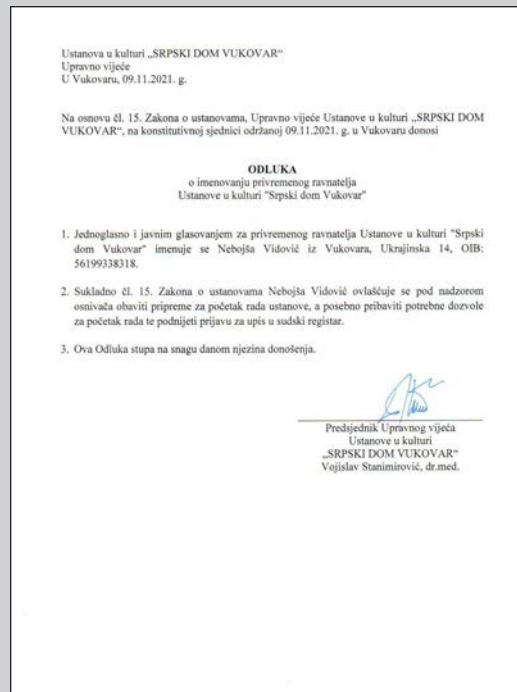 Ustanova u kulturi „SRPSKI DOM VUKOVAR“
Upravno vijeće
U Vukovaru, 09.11.2021. g.
Na osnovu čl. 15. Zakona o ustanovama, Upravno vijeće Ustanove u kulturi „SRPSKI DOM
VUKOVAR“, na konstitutivnoj sjednici održanoj 09.11.2021. g. u Vukovaru donosi
ODLUKA
o imenovanju privremenog ravnatelja
Ustanove u kulturi "Srpski dom Vukovar"
1. Jednoglasno i javnim glasovanjem za privremenog ravnatelja Ustanove u kulturi "Srpski
dom Vukovar" imenuje se Nebojša Vidović iz Vukovara, Ukrajinska 14, OIB:
56199338318.
2. Sukladno čl. 15. Zakona o ustanovama Nebojša Vidović ovlašćuje se pod nadzorom
osnivača obaviti pripreme za početak rada ustanove, a posebno pribaviti potrebne dozvole
za početak rada te podnijeti prijavu za upis u sudski registar.
3. Ova Odluka stupa na snagu danom njezina donošenja.
Predsjednik Upravnog vijeća
Ustanove u kulturi
„SRPSKI DOM VUKOVAR“
Vojislav Stanimirović, dr.med.